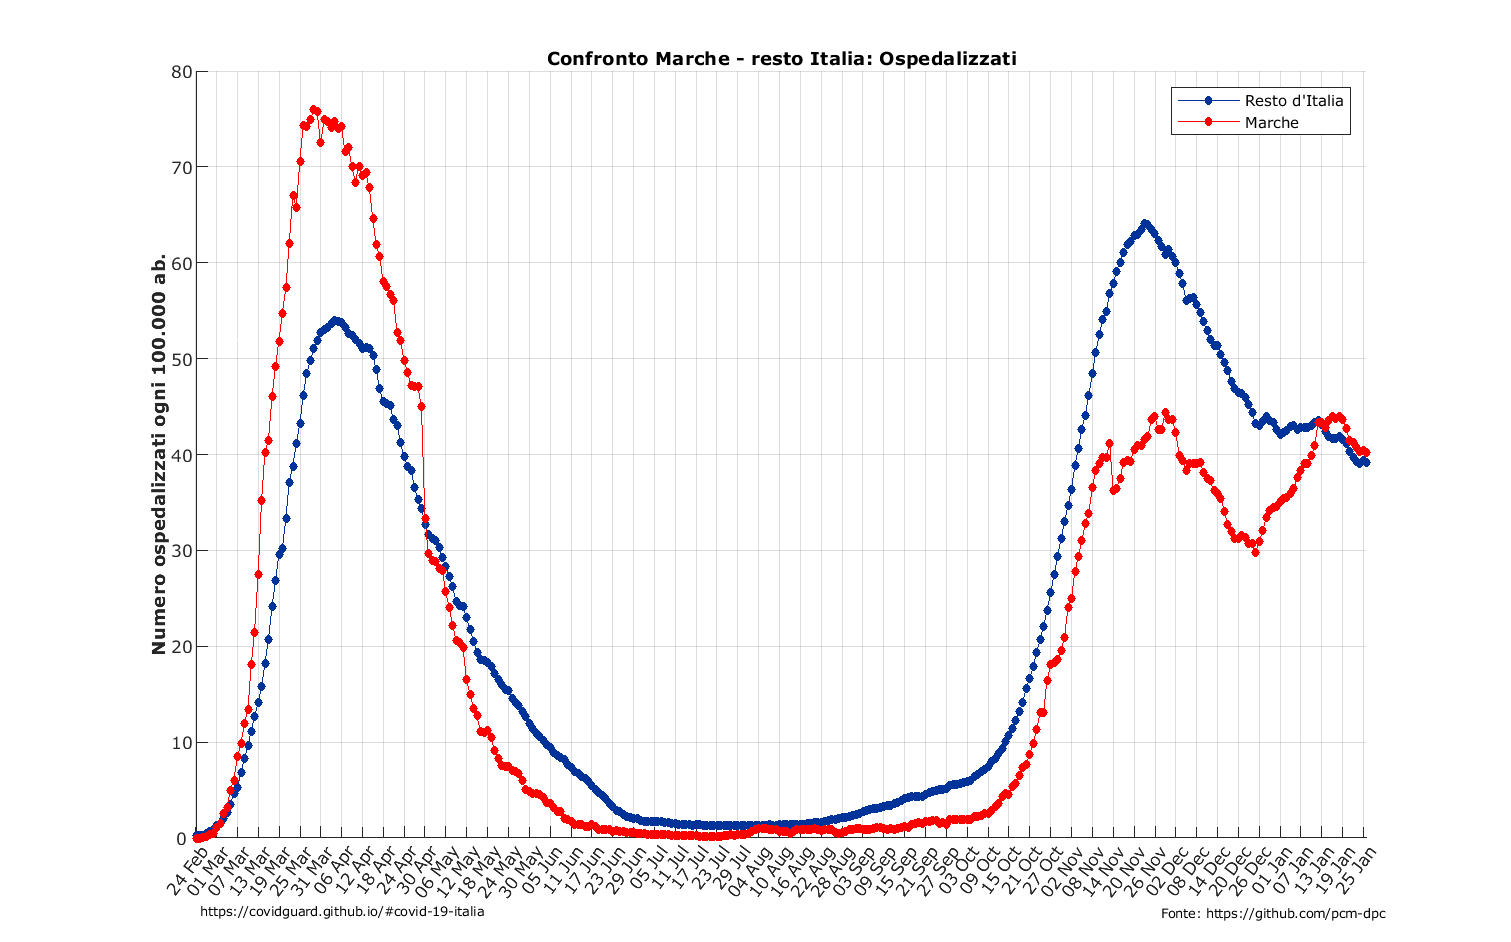 Confronto Marche - resto Italia: Ospedalizzati
Numero ospedalizzati ogni 100.000 ab.
80
70
60
50
40
30
20
10
0
Resto d'Italia
Marche
24 Feb
01 Mar
07 Mar
13 Mar
19 Mar
25 Mar
31 Mar
06 Apr
12 Apr
18 Apr
24 Apr
30 Apr
06 May
12 May
18 May
24 May
30 May
05 Jun
11 Jun
17 Jun
23 Jun
29 Jun
05 Jul
11 Jul
17 Jul
23 Jul
29 Jul
04 Aug
10 Aug
16 Aug
22 Aug
28 Aug
03 Sep
09 Sep
15 Sep
21 Sep
27 Sep
03 Oct
09 Oct
15 Oct
21 Oct
27 Oct
02 Nov
08 Nov
14 Nov
20 Nov
26 Nov
02 Dec
08 Dec
14 Dec
20 Dec
26 Dec
01 Jan
07 Jan
13 Jan
19 Jan
25 Jan
https://covidguard.github.io/#covid-19-italia
Fonte: https://github.com/pcm-dpc